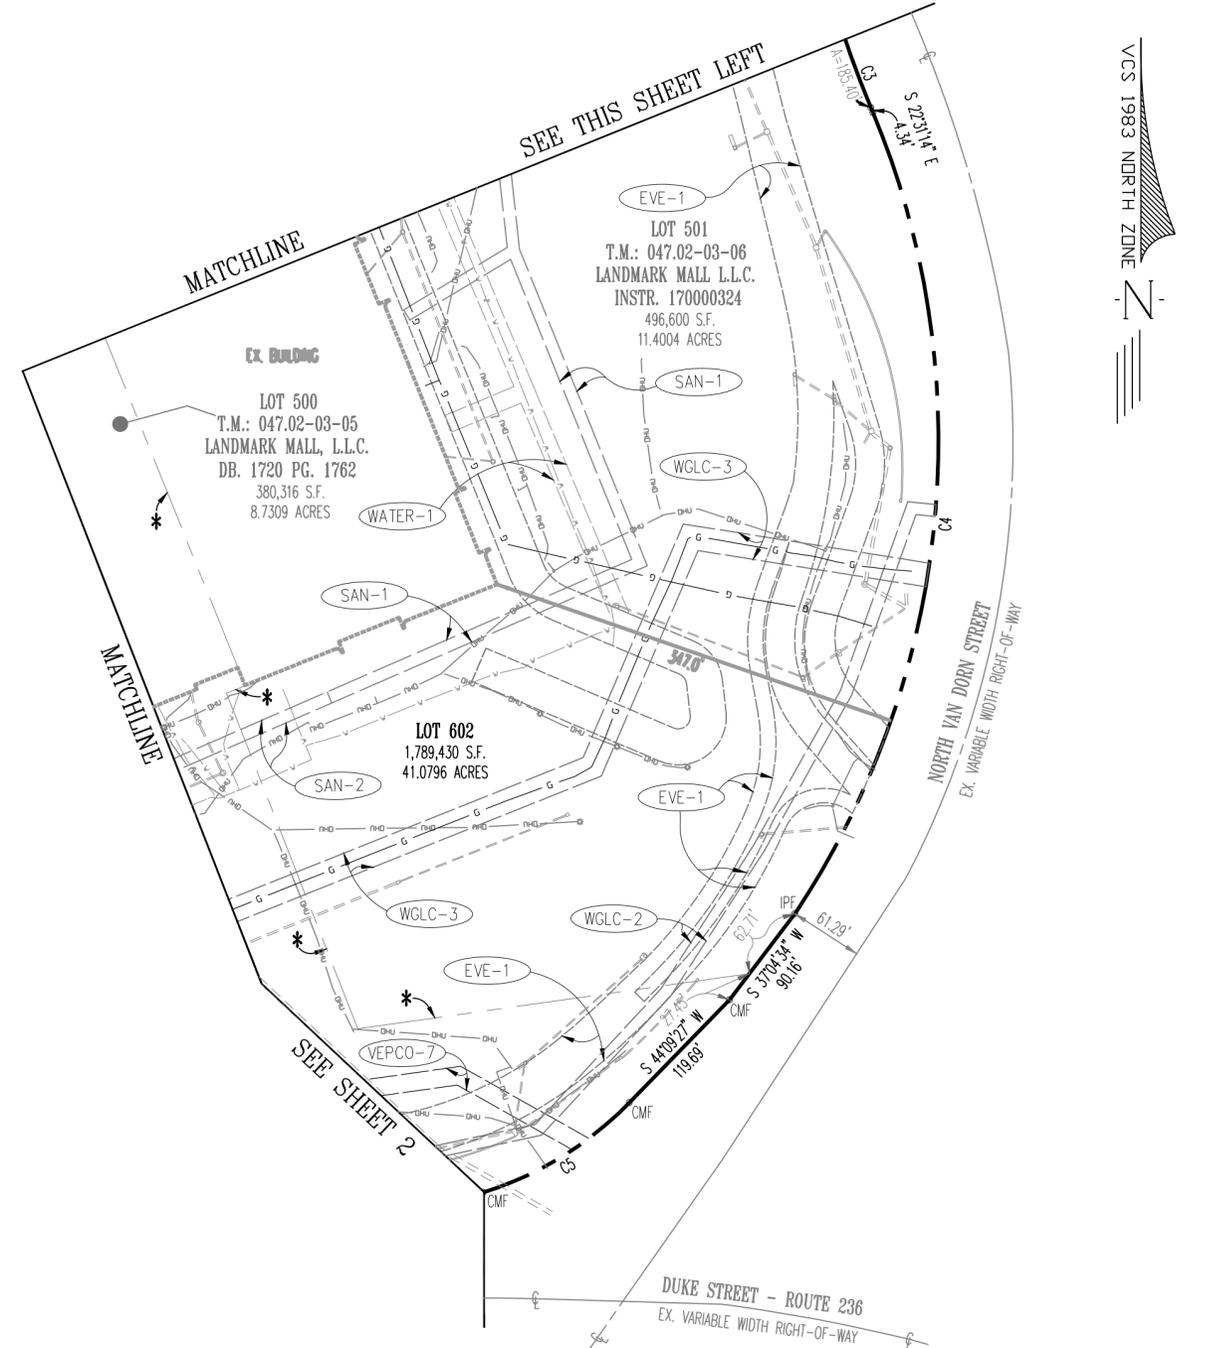 SEE THIS SHEET LEFT
MATCHLINE
A=185.40'
C3
S 22°31'14" E
4.34'
VCS 1983 NORTH ZONE
N
EVE-1
LOT 501
T.M.: 047.02-03-06
LANDMARK MALL L.L.C.
INSTR. 170000324
496,600 S.F.
11.4004 ACRES
EX. BUILDING
LOT 500
T.M.: 047.02-03-05
LANDMARK MALL, L.L.C.
DB. 1720 PG. 1762
380,316 S.F.
8.7309 ACRES
SAN-1
WGLC-3
WATER-1
C4
SAN-1
347.0'
NORTH VAN DORN STREET
EX. VARIABLE WIDTH RIGHT-OF-WAY
MATCHLINE
LOT 602
1,789,430 S.F.
41.0796 ACRES
SAN-2
EVE-1
WGLC-3
WGLC-2
IPF
61.29'
62.71'
S 37°04'34" W
90.16'
EVE-1
27.43'
CMF
S 44°09'27" W
119.69'
VEPCO-7
SEE SHEET 2
CMF
C5
CMF
DUKE STREET - ROUTE 236
EX. VARIABLE WIDTH RIGHT-OF-WAY